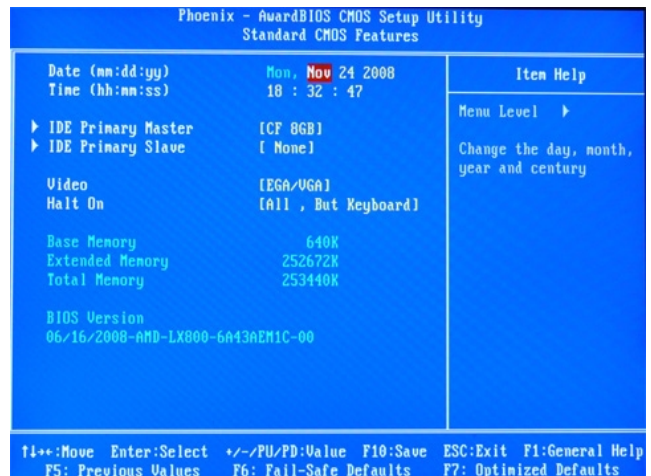 Phoenix - AwardBIOS CMOS Setup Utility
Standard CMOS Features
Date (mm:dd:yy) Mon, Nov 24 2008
Time (hh:mm:ss) 18 : 32 : 47
IDE Primary Master [CF 8GB]
IDE Primary Slave [ None]
Video [EGA/VGA]
Halt On [All , But Keyboard]
Base Memory 640K
Extended Memory 252672K
Total Memory 253440K
BIOS Version
06/16/2008-AMD-LX800-6A43AEM1C-00
Item Help
Menu Level ▶
Change the day, month,
year and century
↑↓→←:Move Enter:Select +/-/PU/PD:Value F10:Save ESC:Exit F1:General Help
F5: Previous Values F6: Fail-Safe Defaults F7: Optimized Defaults